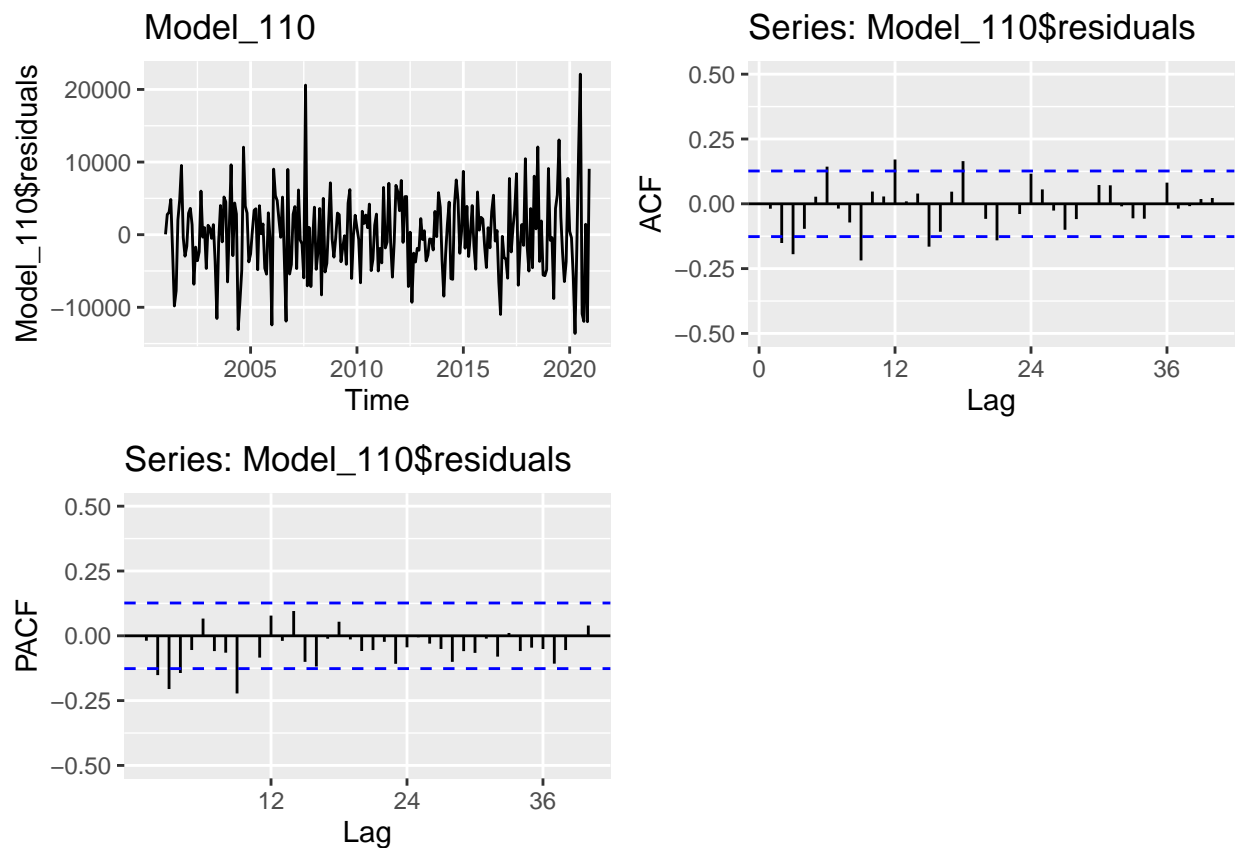 Model_110
Model_110$residuals
20000
10000
0
−10000
2005
2010
2015
2020
Time
Series: Model_110$residuals
ACF
0.50
0.25
0.00
−0.25
−0.50
0
12
24
36
Lag
Series: Model_110$residuals
PACF
0.50
0.25
0.00
−0.25
−0.50
12
24
36
Lag